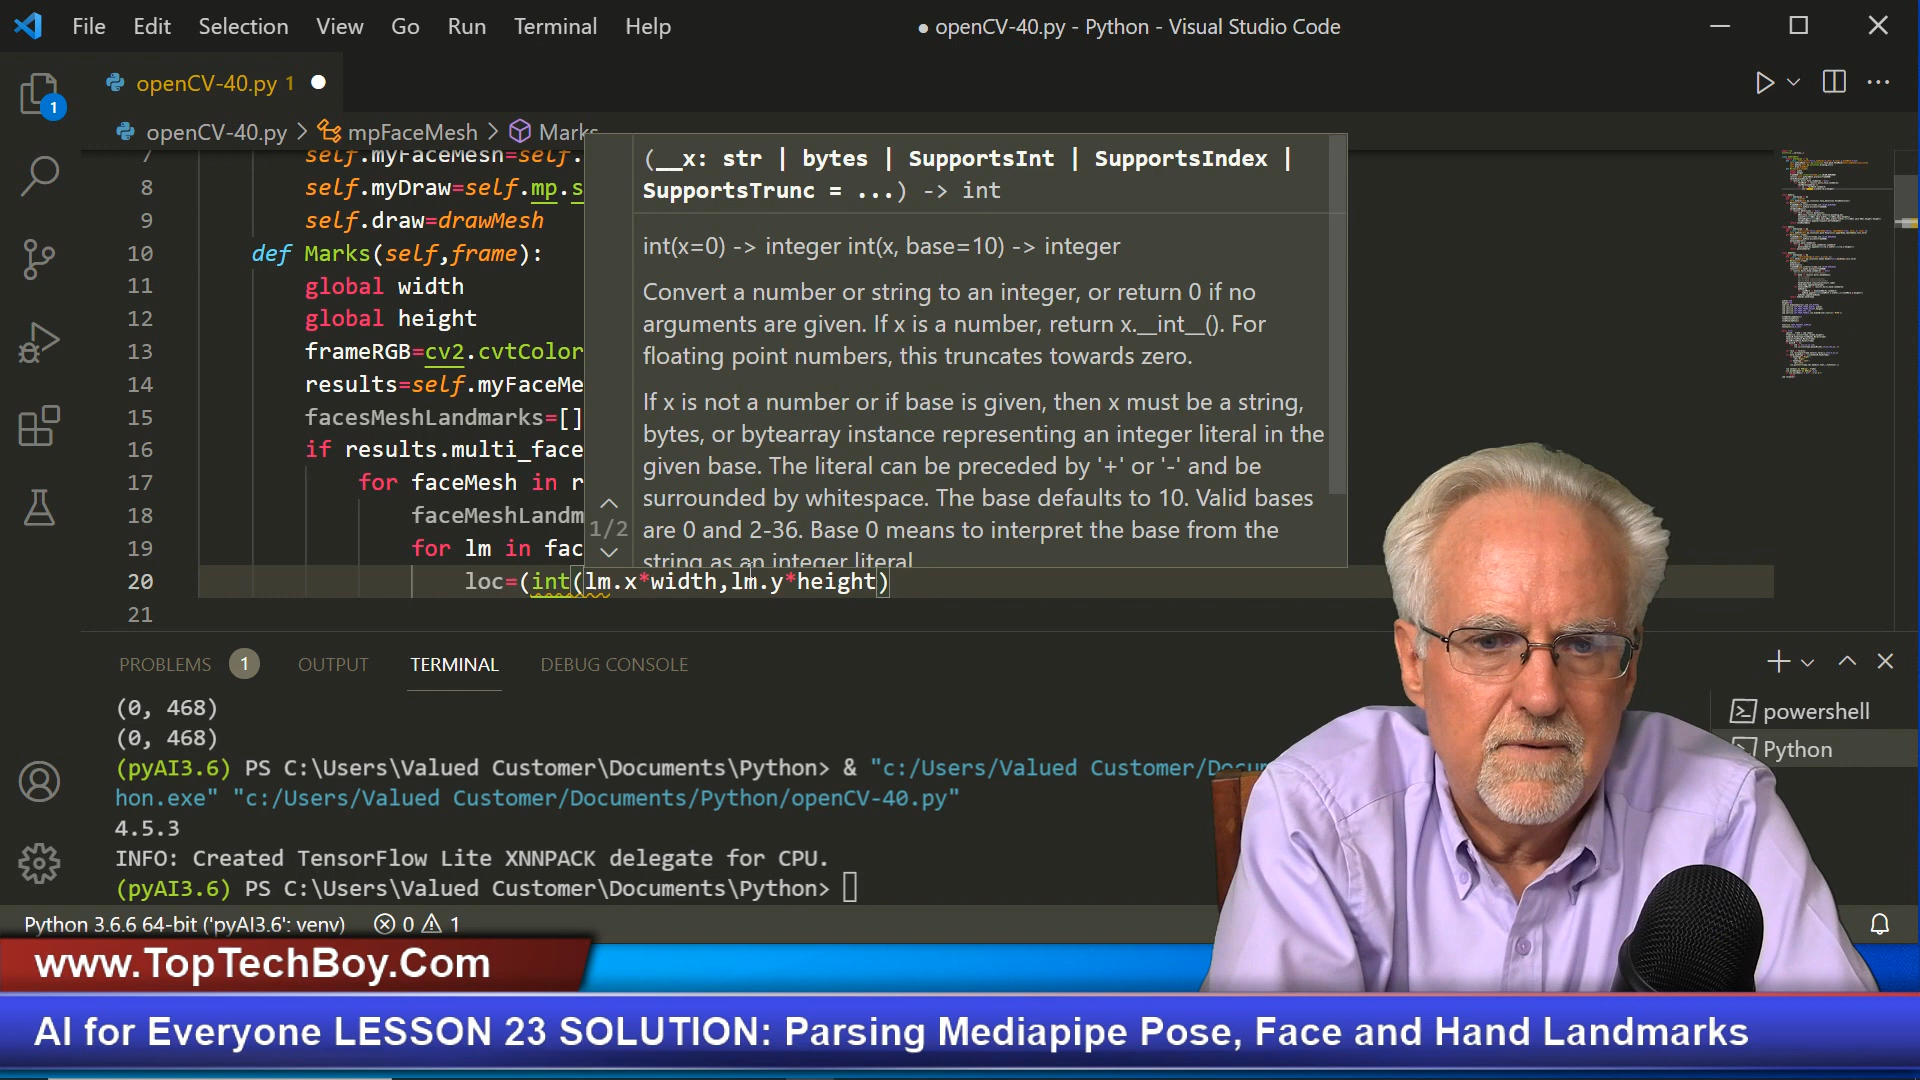 File Edit Selection View Go Run Terminal Help
● openCV-40.py - Python - Visual Studio Code
openCV-40.py 1
1
openCV-40.py > mpFaceMesh > Marks
7 self.myFaceMesh=self.
8 self.myDraw=self.mp.s
9 self.draw=drawMesh
10 def Marks(self,frame):
11 global width
12 global height
13 frameRGB=cv2.cvtColor
14 results=self.myFaceMe
15 facesMeshLandmarks=[]
16 if results.multi_face
17 for faceMesh in r
18 faceMeshLandm
19 for lm in fac
20 loc=(int(lm.x*width,lm.y*height)
21
(__x: str | bytes | SupportsInt | SupportsIndex |
SupportsTrunc = ...) -> int
int(x=0) -> integer int(x, base=10) -> integer
Convert a number or string to an integer, or return 0 if no
arguments are given. If x is a number, return x.__int__(). For
floating point numbers, this truncates towards zero.
If x is not a number or if base is given, then x must be a string,
bytes, or bytearray instance representing an integer literal in the
given base. The literal can be preceded by '+' or '-' and be
surrounded by whitespace. The base defaults to 10. Valid bases
are 0 and 2-36. Base 0 means to interpret the base from the
string as an integer literal
1/2
PROBLEMS 1 OUTPUT TERMINAL DEBUG CONSOLE
(0, 468)
(0, 468)
(pyAI3.6) PS C:\Users\Valued Customer\Documents\Python> & "c:/Users/Valued Customer/Docum
hon.exe" "c:/Users/Valued Customer/Documents/Python/openCV-40.py"
4.5.3
INFO: Created TensorFlow Lite XNNPACK delegate for CPU.
(pyAI3.6) PS C:\Users\Valued Customer\Documents\Python>
powershell
Python
Python 3.6.6 64-bit ('pyAI3.6': venv) 0 1
www.TopTechBoy.Com
AI for Everyone LESSON 23 SOLUTION: Parsing Mediapipe Pose, Face and Hand Landmarks